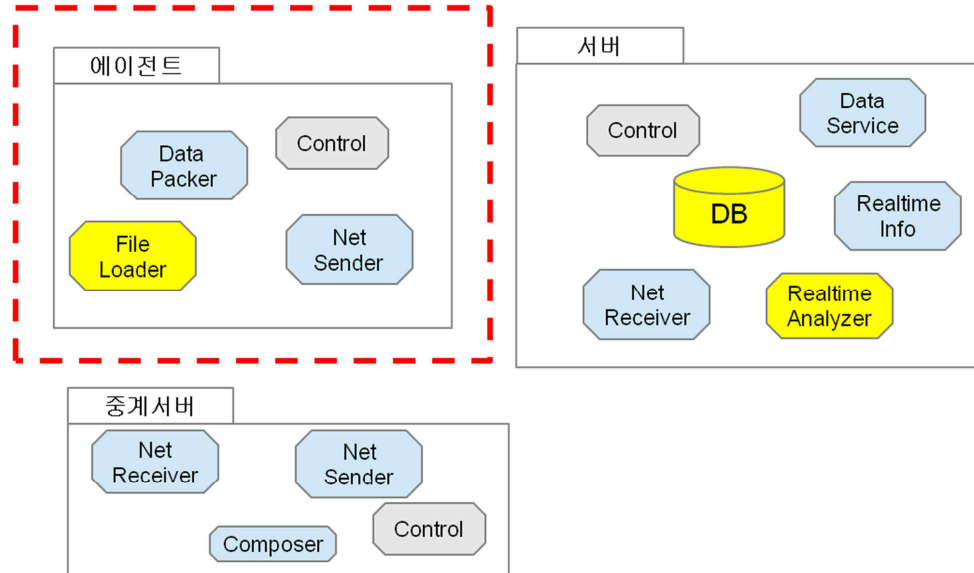 에이전트
Data
Packer
Control
File
Loader
Net
Sender
서버
Control
Data
Service
DB
Realtime
Info
Net
Receiver
Realtime
Analyzer
중계서버
Net
Receiver
Net
Sender
Composer
Control